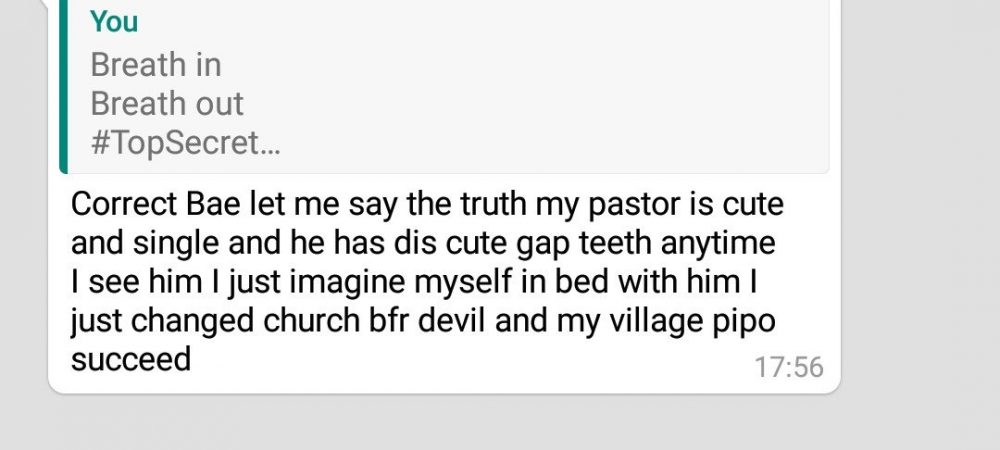 You
Breath in
Breath out
#TopSecret...
Correct Bae let me say the truth my pastor is cute
and single and he has dis cute gap teeth anytime
I see him I just imagine myself in bed with him I
just changed church bfr devil and my village pipo
succeed
17:56